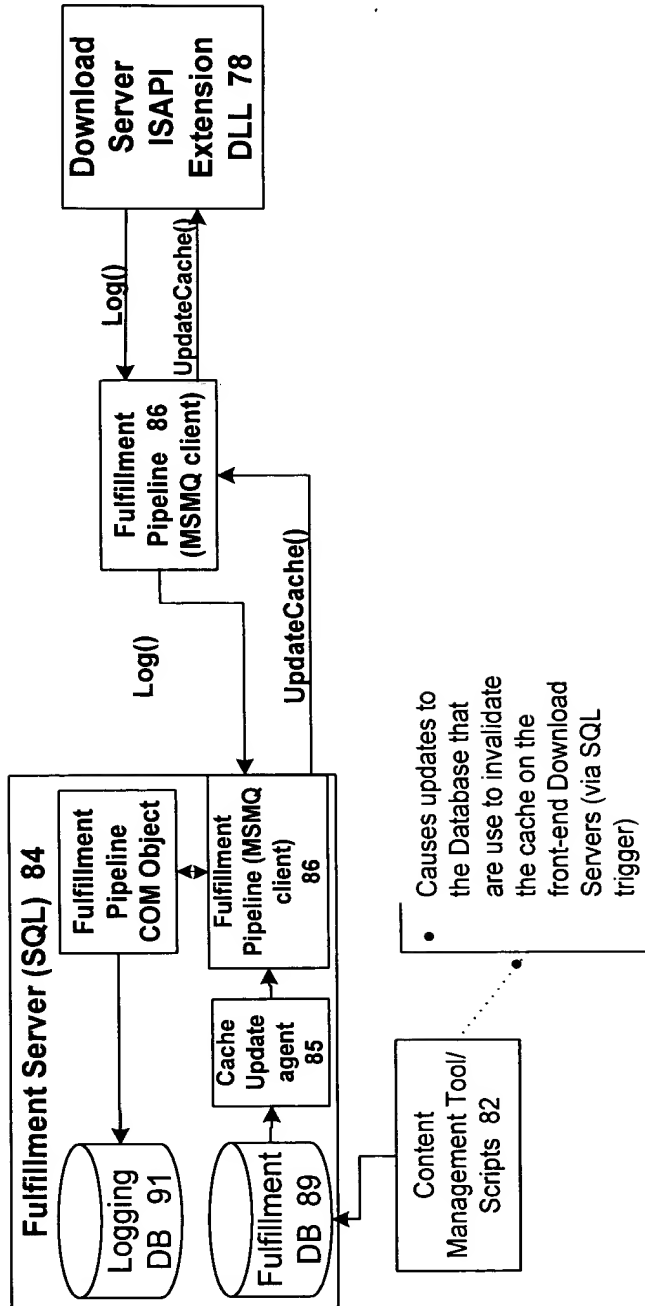 Fulfillment Server (SQL) 84
Logging
DB 91
Fulfillment
Pipeline
COM Object
Fulfillment
DB 89
Cache
Update
agent
85
Fulfillment
Pipeline (MSMQ
client)
86
Log()
UpdateCache()
Fulfillment
Pipeline 86
(MSMQ client)
Log()
UpdateCache()
Download
Server
ISAPI
Extension
DLL 78
Content
Management Tool/
Scripts 82
• Causes updates to
the Database that
are use to invalidate
the cache on the
front-end Download
Servers (via SQL
trigger)